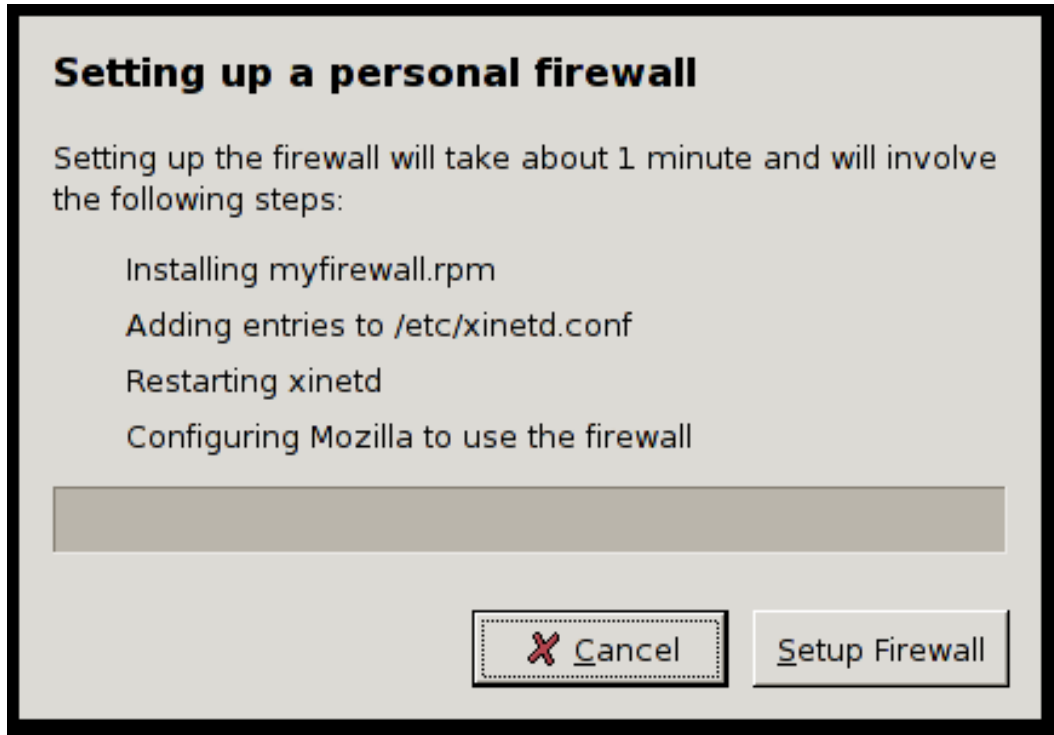 Setting up a personal firewall
Setting up the firewall will take about 1 minute and will involve
the following steps:
Installing myfirewall.rpm
Adding entries to /etc/xinetd.conf
Restarting xinetd
Configuring Mozilla to use the firewall
Cancel
Setup Firewall